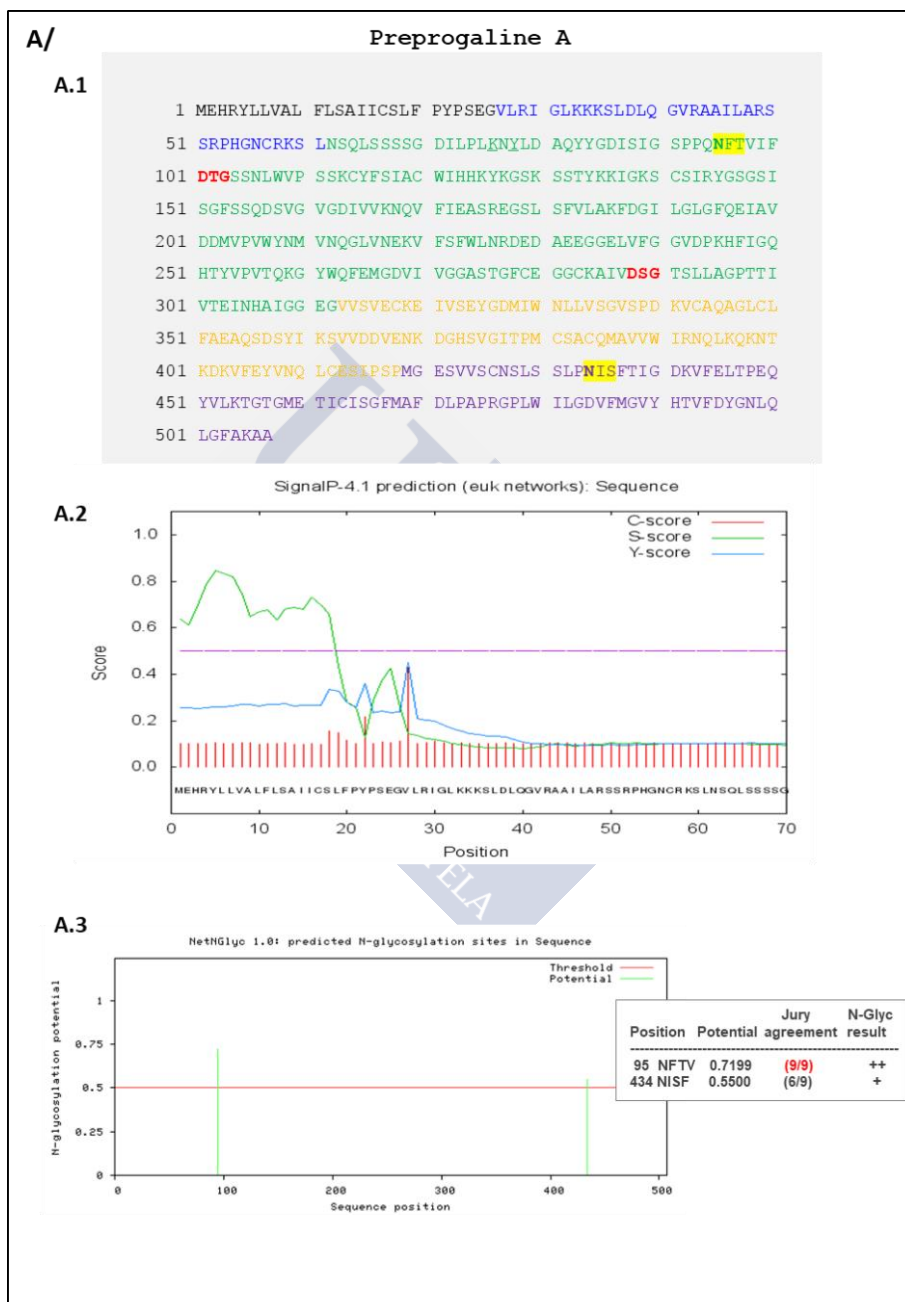 A/ Preprogaline A
A.1
1 MEHRYLLVAL FLSAIICSLF PYPSEGVLRI GLKKKSLDLQ GVRAAILARS
51 SRPHGNCRKS LNSQLSSSSG DILPLKNYLD AQYYGDISIG SPPQNFTVIF
101 DTGSSNLWVP SSKCYFSIAC WIHHKYKGSK SSTYKKIGKS CSIRYGSGSI
151 SGFSSQDSVG VGDIVVKNQV FIEASREGSL SFVLAKFDGI LGLGFQEIAV
201 DDMVPVWYNM VNQGLVNEKV FSFWLNRDED AEEGGELVFG GVDPKHFIGQ
251 HTYVPVTQKG YWQFEMGDVI VGGASTGFCE GGCKAIVDSG TSLLAGPTTI
301 VTEINHAIGG EGVVSVECKE IVSEYGDMIW NLLVSGVSPD KVCAQAGLCL
351 FAEAQSDSYI KSVVDDVENK DGHSVGITPM CSACQMAVVW IRNQLKQKNT
401 KDKVFEYVNQ LCESIPSPMG ESVVSCNSLS SLPNISFTIG DKVFELTPEQ
451 YVLKTGTGME TICISGFMAF DLPAPRGPLW ILGDVFMGVY HTVFDYGNLQ
501 LGFAKAA
A.2
SignalP-4.1 prediction (euk networks): Sequence
C-score
S-score
Y-score
1.0
0.8
0.6
0.4
0.2
0.0
Score
MEHRYLLVALFLSAIICSLFPYPSEGVLRIGLKKKSLDLQGVRAAILARSSRPHGNCRKSLNSQLSSSSG
0 10 20 30 40 50 60 70
Position
TELA
A.3
NetNGlyc 1.0: predicted N-glycosylation sites in Sequence
Threshold
Potential
1
0.75
0.5
0.25
0
N-glycosylation potential
0 100 200 300 400 500
Sequence position
Jury N-Glyc
Position Potential agreement result
95 NFTV 0.7199 (9/9) ++
434 NISF 0.5500 (6/9) +